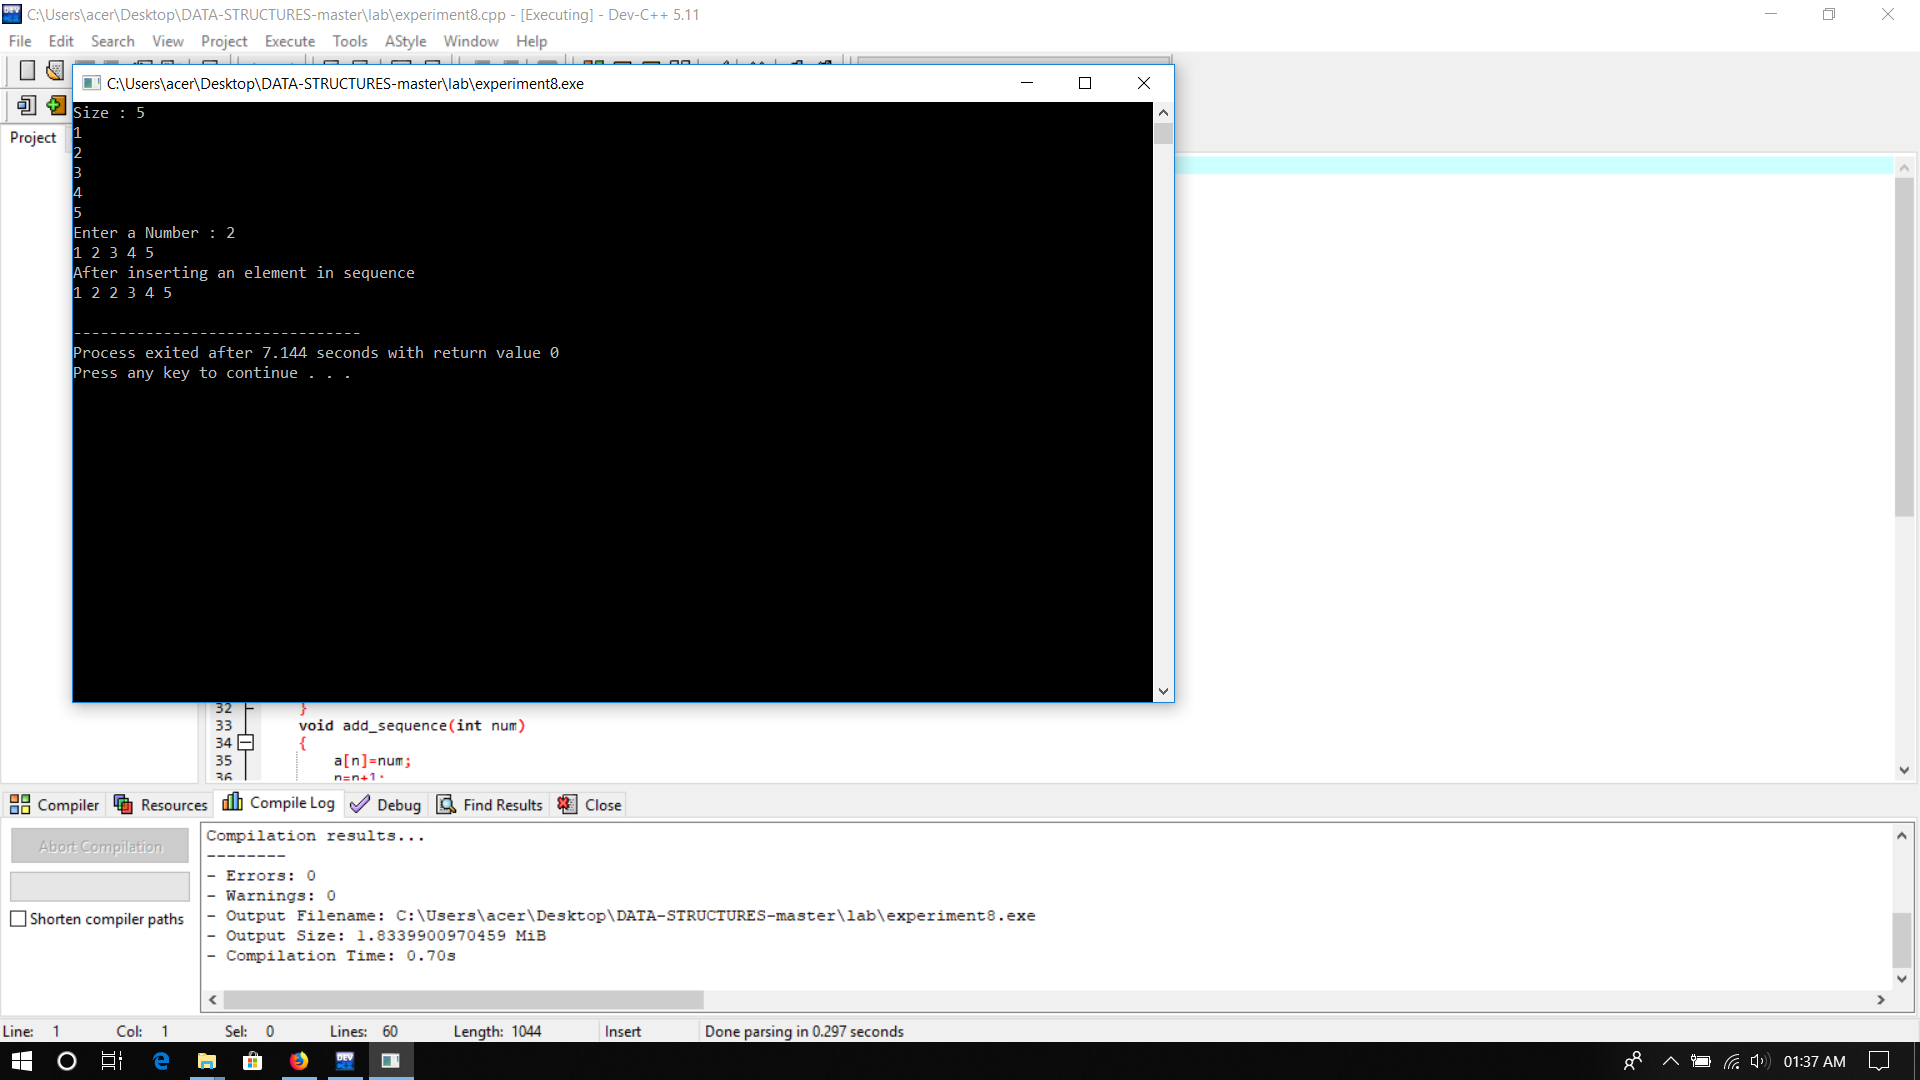 C:\Users\acer\Desktop\DATA-STRUCTURES-master\lab\experiment8.cpp - [Executing] - Dev-C++ 5.11
File Edit Search View Project Execute Tools AStyle Window Help
C:\Users\acer\Desktop\DATA-STRUCTURES-master\lab\experiment8.exe
Project
Size : 5
1
2
3
4
5
Enter a Number : 2
1 2 3 4 5
After inserting an element in sequence
1 2 2 3 4 5
--------------------------------
Process exited after 7.144 seconds with return value 0
Press any key to continue . . .
32 }
33 void add_sequence(int num)
34 {
35 a[n]=num;
36 n=n+1;
Compiler Resources Compile Log Debug Find Results Close
Abort Compilation
Shorten compiler paths
Compilation results...
--------
- Errors: 0
- Warnings: 0
- Output Filename: C:\Users\acer\Desktop\DATA-STRUCTURES-master\lab\experiment8.exe
- Output Size: 1.8339900970459 MiB
- Compilation Time: 0.70s
Line: 1 Col: 1 Sel: 0 Lines: 60 Length: 1044 Insert Done parsing in 0.297 seconds
DEV
01:37 AM